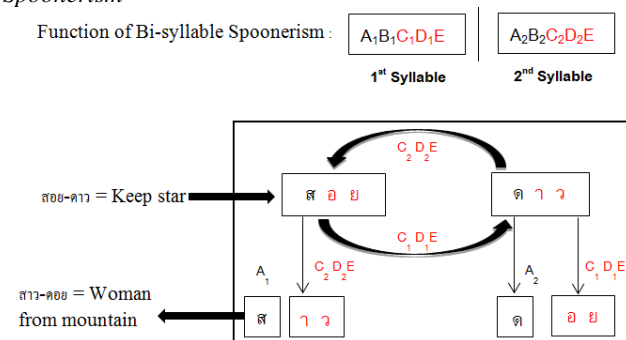 Spoonerism
Function of Bi-syllable Spoonerism :
A1B1C1D1E
A2B2C2D2E
1st Syllable
2nd Syllable
C2D2E
สอย-ดาว = Keep star
ส อ ย
ด า ว
C1D1E
A1
C2D2E
A2
C1D1E
สาว-ดอย = Woman
from mountain
ส
า ว
ด
อ ย